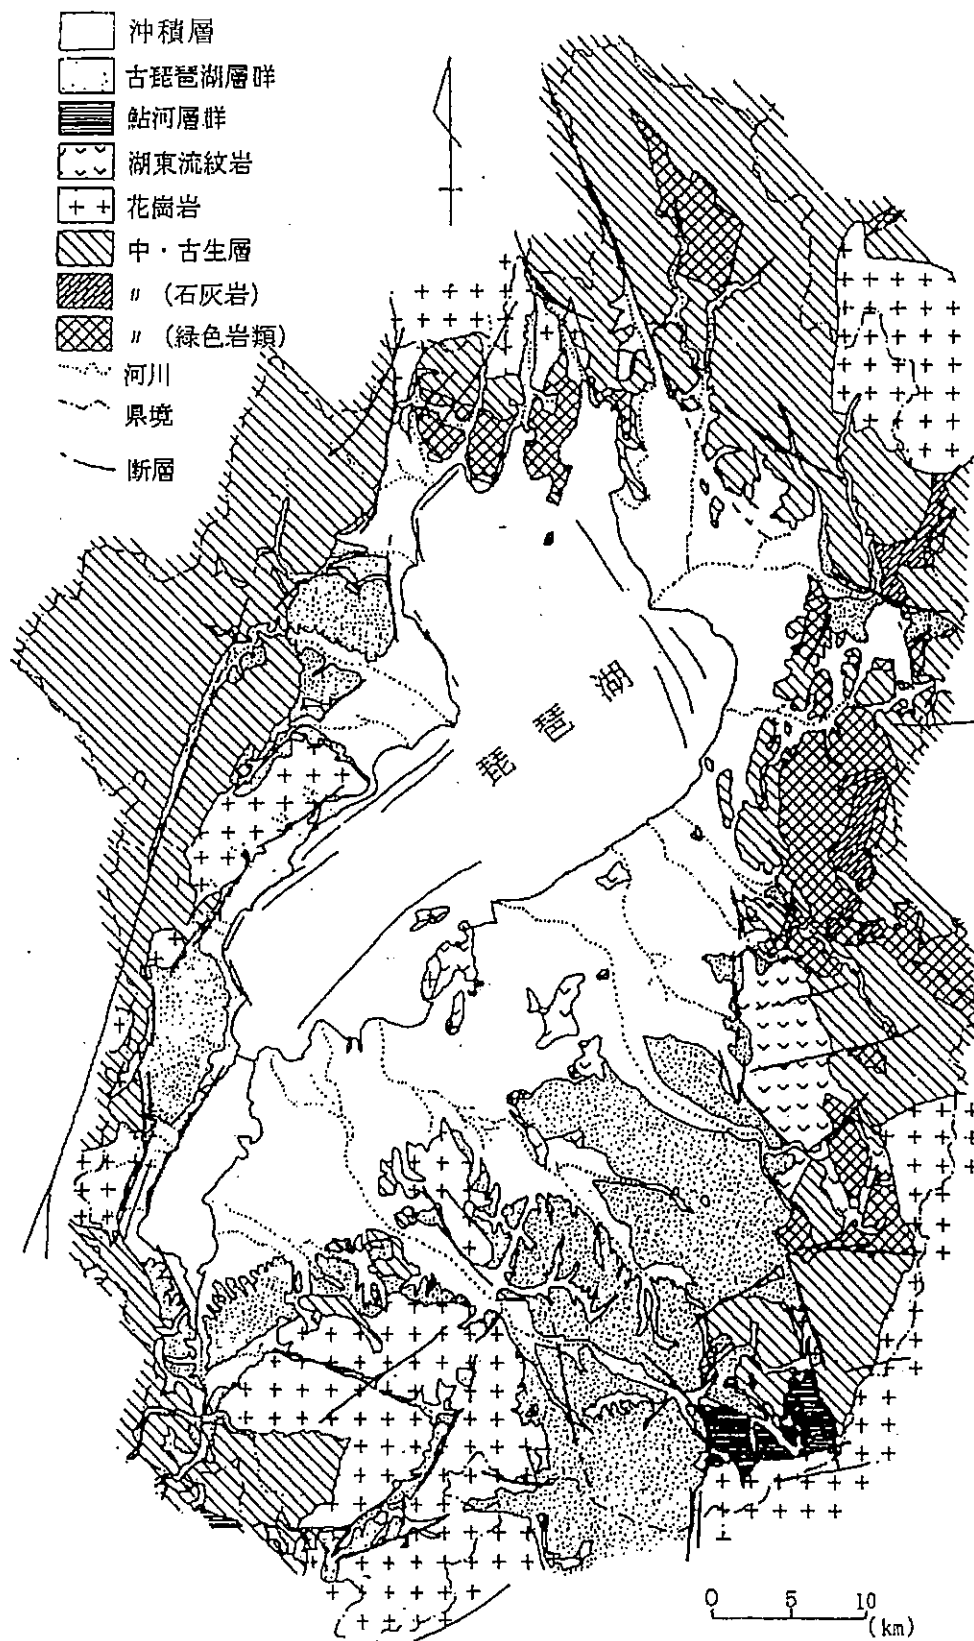 沖積層
古琵琶湖層群
鮎河層群
湖東流紋岩
花崗岩
中・古生層
〃 (石灰岩)
〃 (緑色岩類)
河川
県境
断層
琵琶湖
0 5 10
(km)